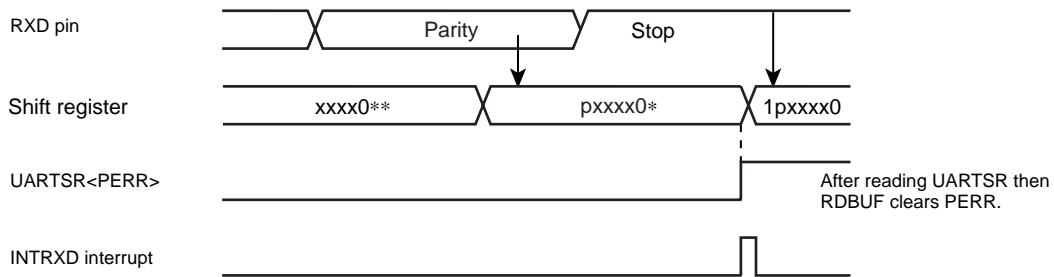 RXD pin
Parity
Stop
Shift register
xxxx0**
pxxxx0*
1pxxxx0
UARTSR<PERR>
After reading UARTSR then
RDBUF clears PERR.
INTRXD interrupt